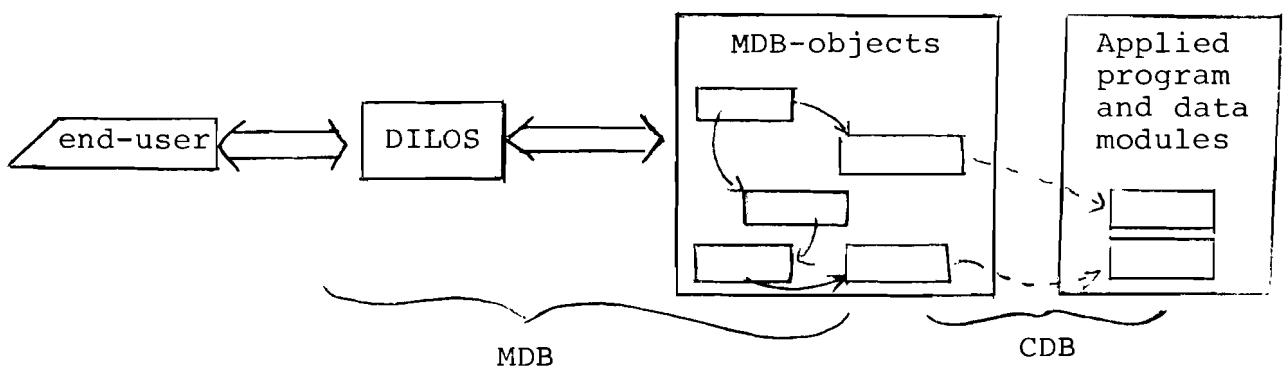 end-user
DILOS
MDB-objects
Applied
program
and data
modules
MDB
CDB